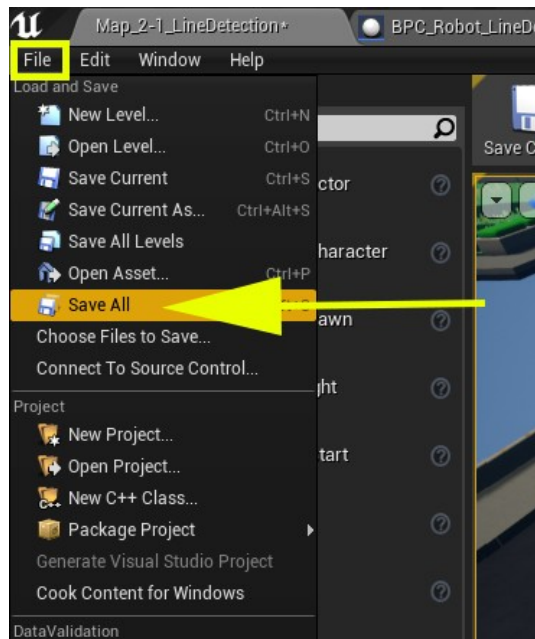 Map_2-1_LineDetection*
BPC_Robot_LineD
File Edit Window Help
Load and Save
New Level... Ctrl+N
Open Level... Ctrl+O
Save Current Ctrl+S
Save C
Save Current As... Ctrl+Alt+S
Save All Levels
Open Asset... Ctrl+P
Save All
Choose Files to Save...
Connect To Source Control...
Project
New Project...
Open Project...
New C++ Class...
Package Project
Generate Visual Studio Project
Cook Content for Windows
DataValidation
ctor
haracter
awn
ght
tart